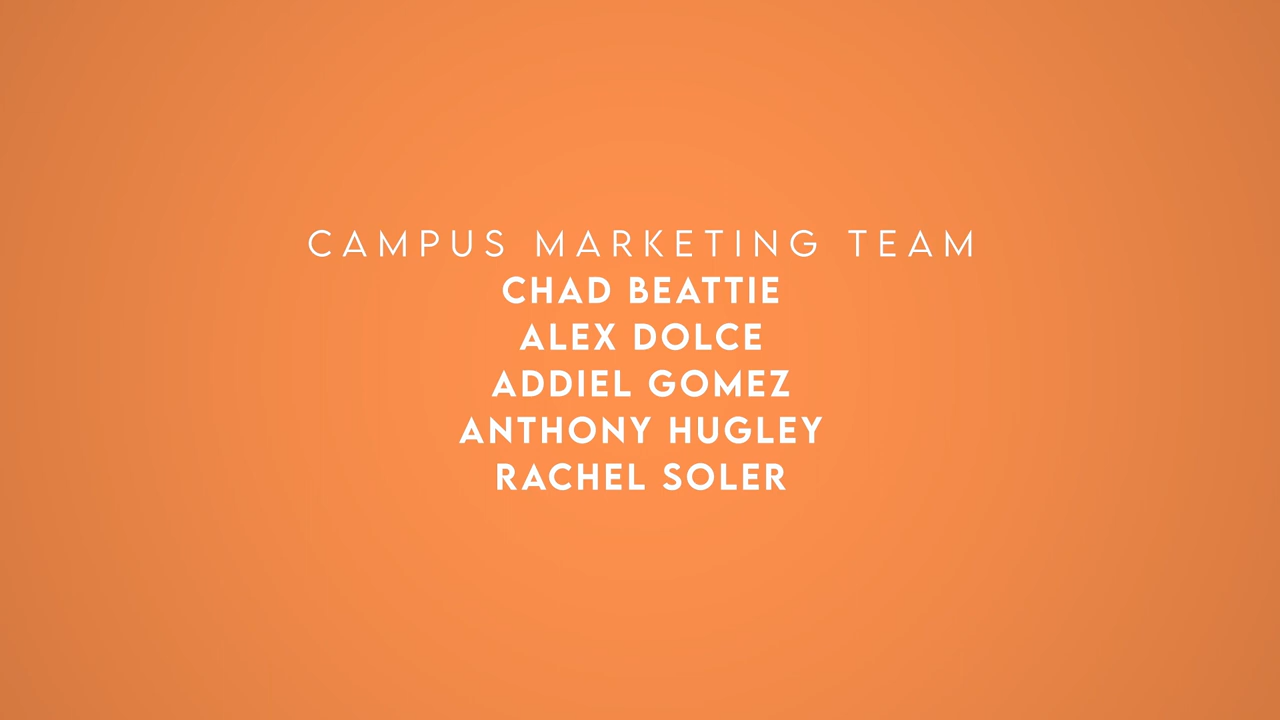 CAMPUS MARKETING TEAM
CHAD BEATTIE
ALEX DOLCE
ADDIEL GOMEZ
ANTHONY HUGLEY
RACHEL SOLER